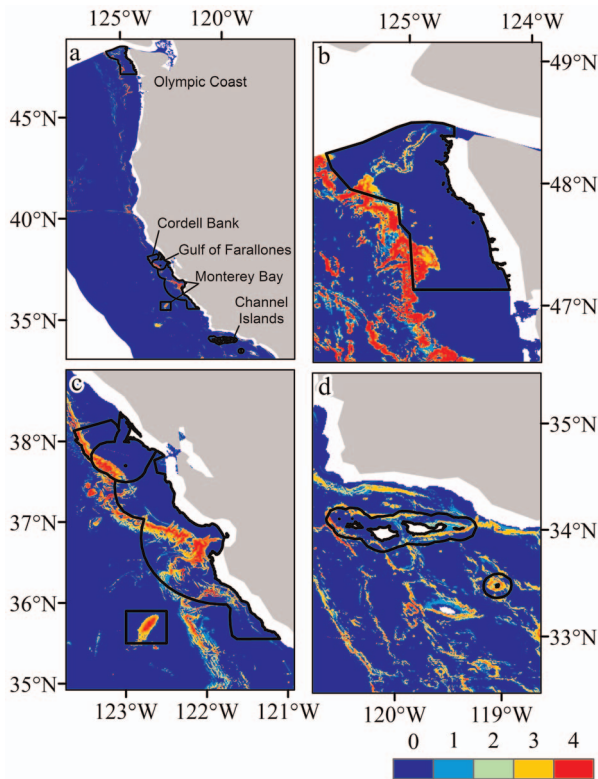 125°W 120°W
a
Olympic Coast
45°N
40°N
Cordell Bank
Gulf of Farallones
Monterey Bay
Channel
Islands
35°N
125°W 124°W
b
49°N
48°N
47°N
c
38°N
37°N
36°N
35°N
123°W 122°W 121°W
d
35°N
34°N
33°N
120°W 119°W
0 1 2 3 4